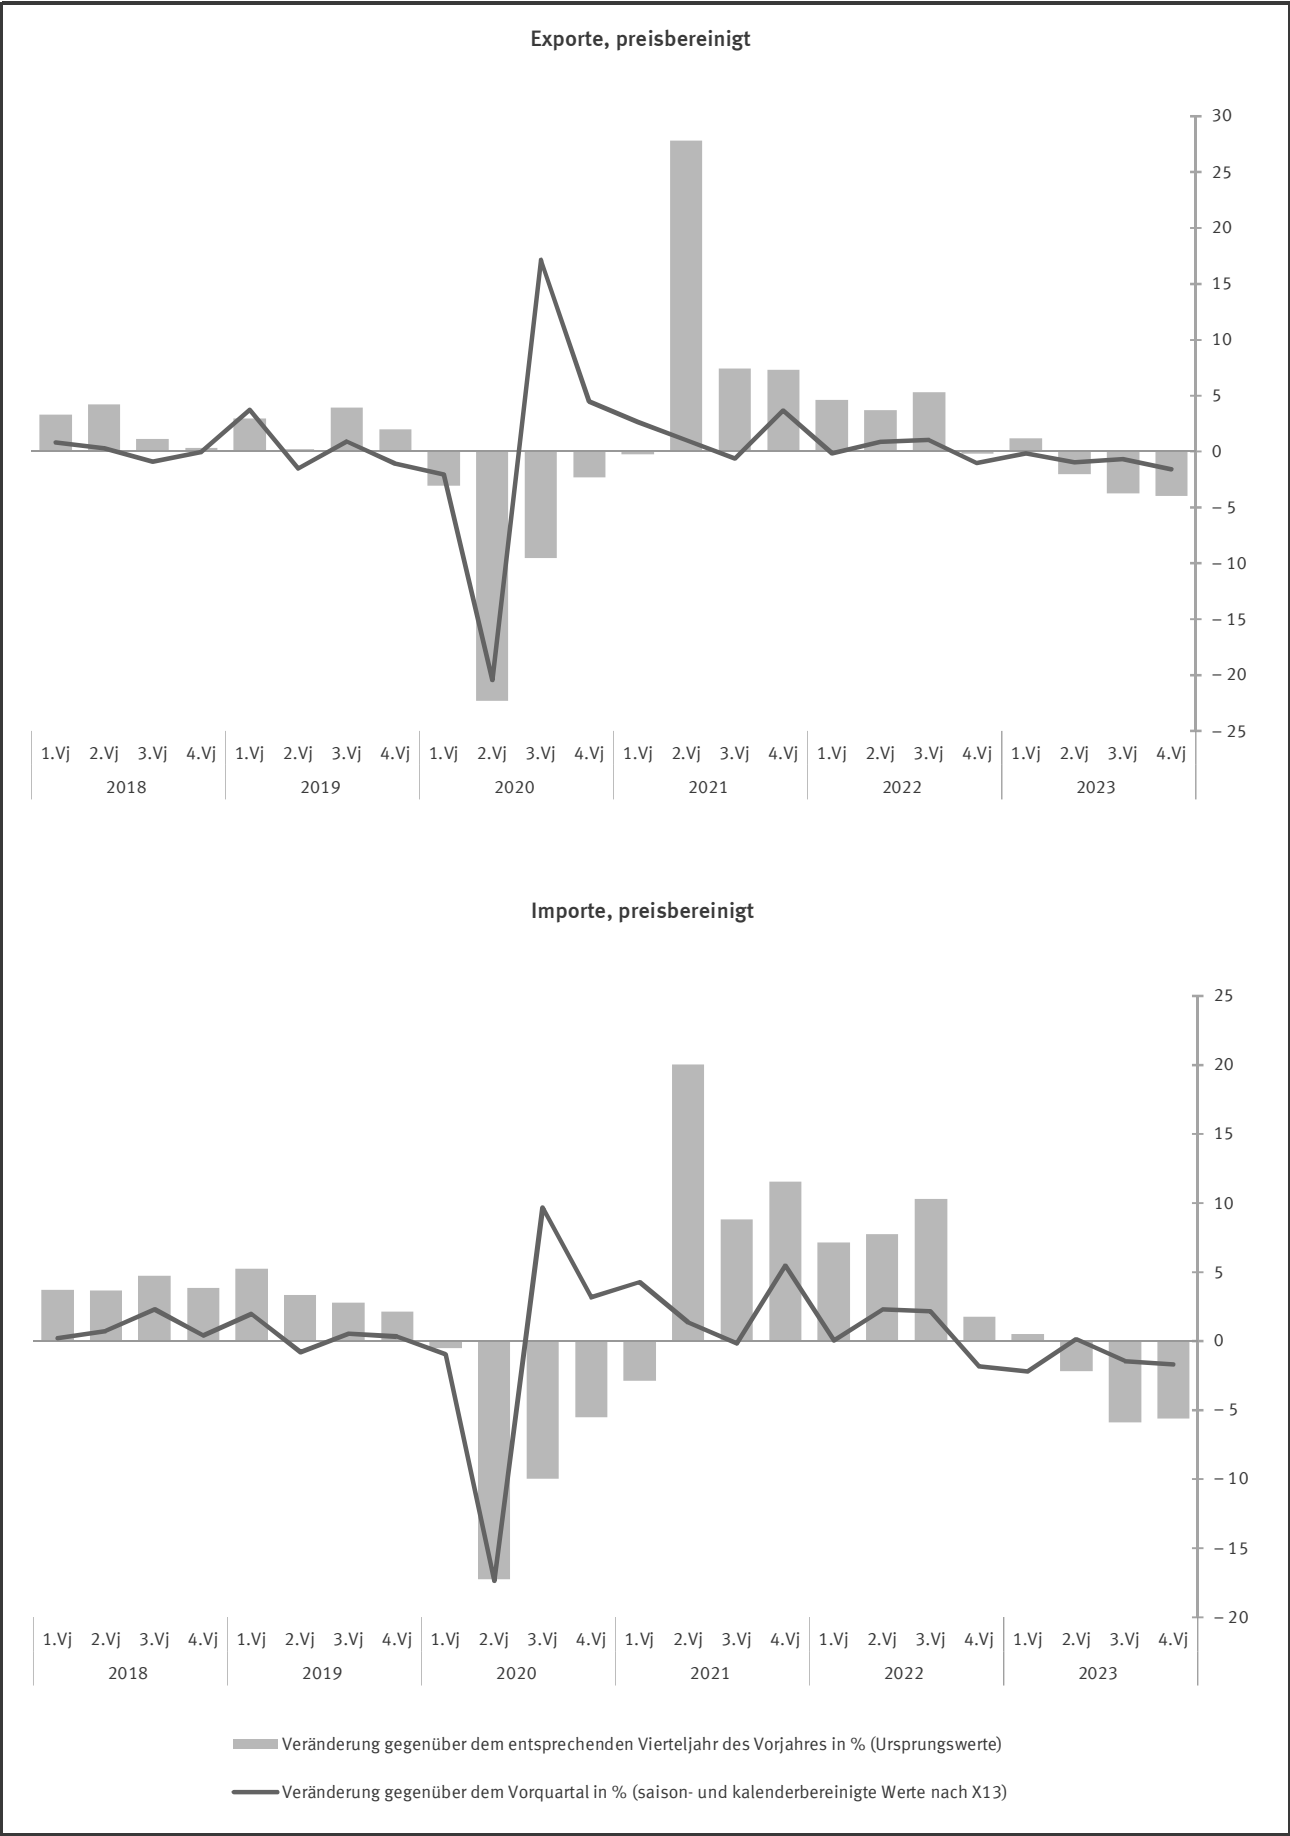 Exporte, preisbereinigt
30
25
20
15
10
5
0
– 5
– 10
– 15
– 20
– 25
1.Vj 2.Vj 3.Vj 4.Vj 1.Vj 2.Vj 3.Vj 4.Vj 1.Vj 2.Vj 3.Vj 4.Vj 1.Vj 2.Vj 3.Vj 4.Vj 1.Vj 2.Vj 3.Vj 4.Vj 1.Vj 2.Vj 3.Vj 4.Vj
2018 2019 2020 2021 2022 2023
Importe, preisbereinigt
25
20
15
10
5
0
– 5
– 10
– 15
– 20
1.Vj 2.Vj 3.Vj 4.Vj 1.Vj 2.Vj 3.Vj 4.Vj 1.Vj 2.Vj 3.Vj 4.Vj 1.Vj 2.Vj 3.Vj 4.Vj 1.Vj 2.Vj 3.Vj 4.Vj 1.Vj 2.Vj 3.Vj 4.Vj
2018 2019 2020 2021 2022 2023
Veränderung gegenüber dem entsprechenden Vierteljahr des Vorjahres in % (Ursprungswerte)
Veränderung gegenüber dem Vorquartal in % (saison- und kalenderbereinigte Werte nach X13)